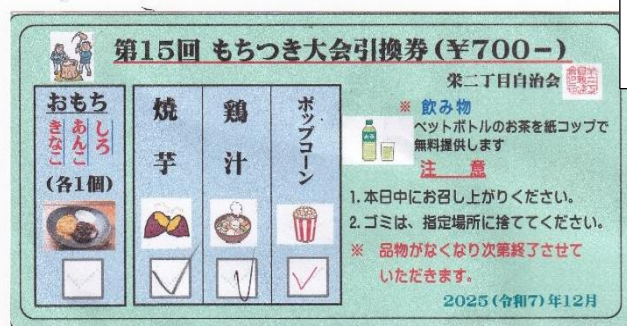 第15回 もちつき大会引換券(￥700−)
栄二丁目自治会
おもち
しろ
あんこ
きなこ
(各1個)
焼芋
鶏汁
ポップコーン
※ 飲み物
ペットボトルのお茶を紙コップで
無料提供します
注 意
1. 本日中にお召し上がりください。
2. ゴミは、指定場所に捨ててください。
※ 品物がなくなり次第終了させて
いただきます。
2025(令和7)年12月